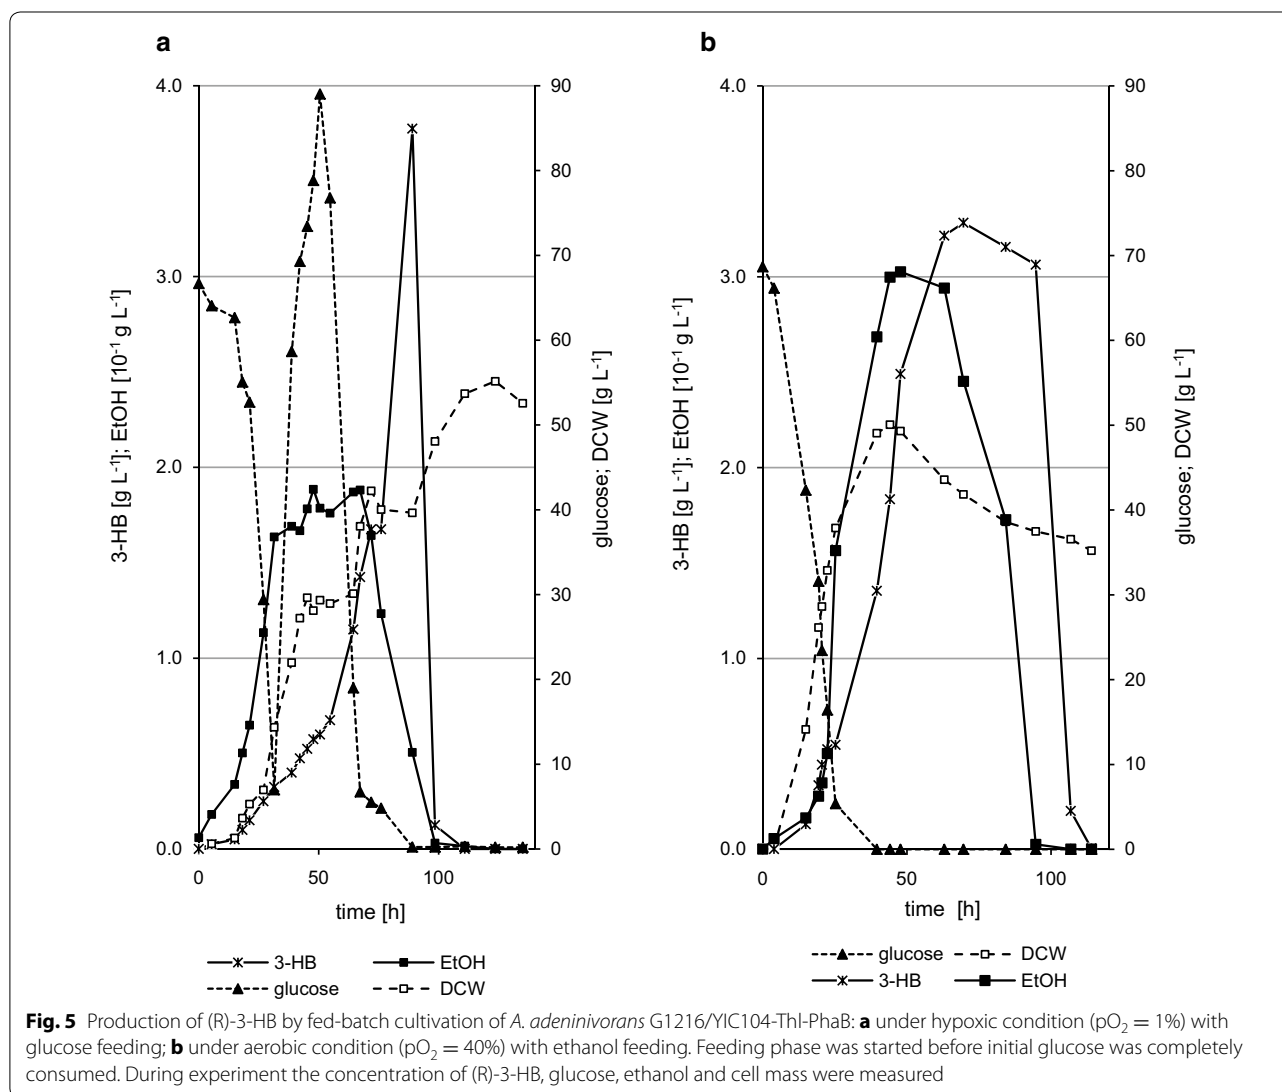 a
b
4.0
3.0
2.0
1.0
0.0
3-HB [g L-1]; EtOH [10-1 g L-1]
90
80
70
60
50
40
30
20
10
0
glucose; DCW [g L-1]
0
50
100
time [h]
3-HB
EtOH
glucose
DCW
4.0
3.0
2.0
1.0
0.0
3-HB [g L-1]; EtOH [10-1 g L-1]
90
80
70
60
50
40
30
20
10
0
glucose; DCW [g L-1]
0
50
100
time [h]
glucose
DCW
3-HB
EtOH
Fig. 5 Production of (R)-3-HB by fed-batch cultivation of A. adeninivorans G1216/YIC104-Thl-PhaB: a under hypoxic condition (pO2 = 1%) with
glucose feeding; b under aerobic condition (pO2 = 40%) with ethanol feeding. Feeding phase was started before initial glucose was completely
consumed. During experiment the concentration of (R)-3-HB, glucose, ethanol and cell mass were measured